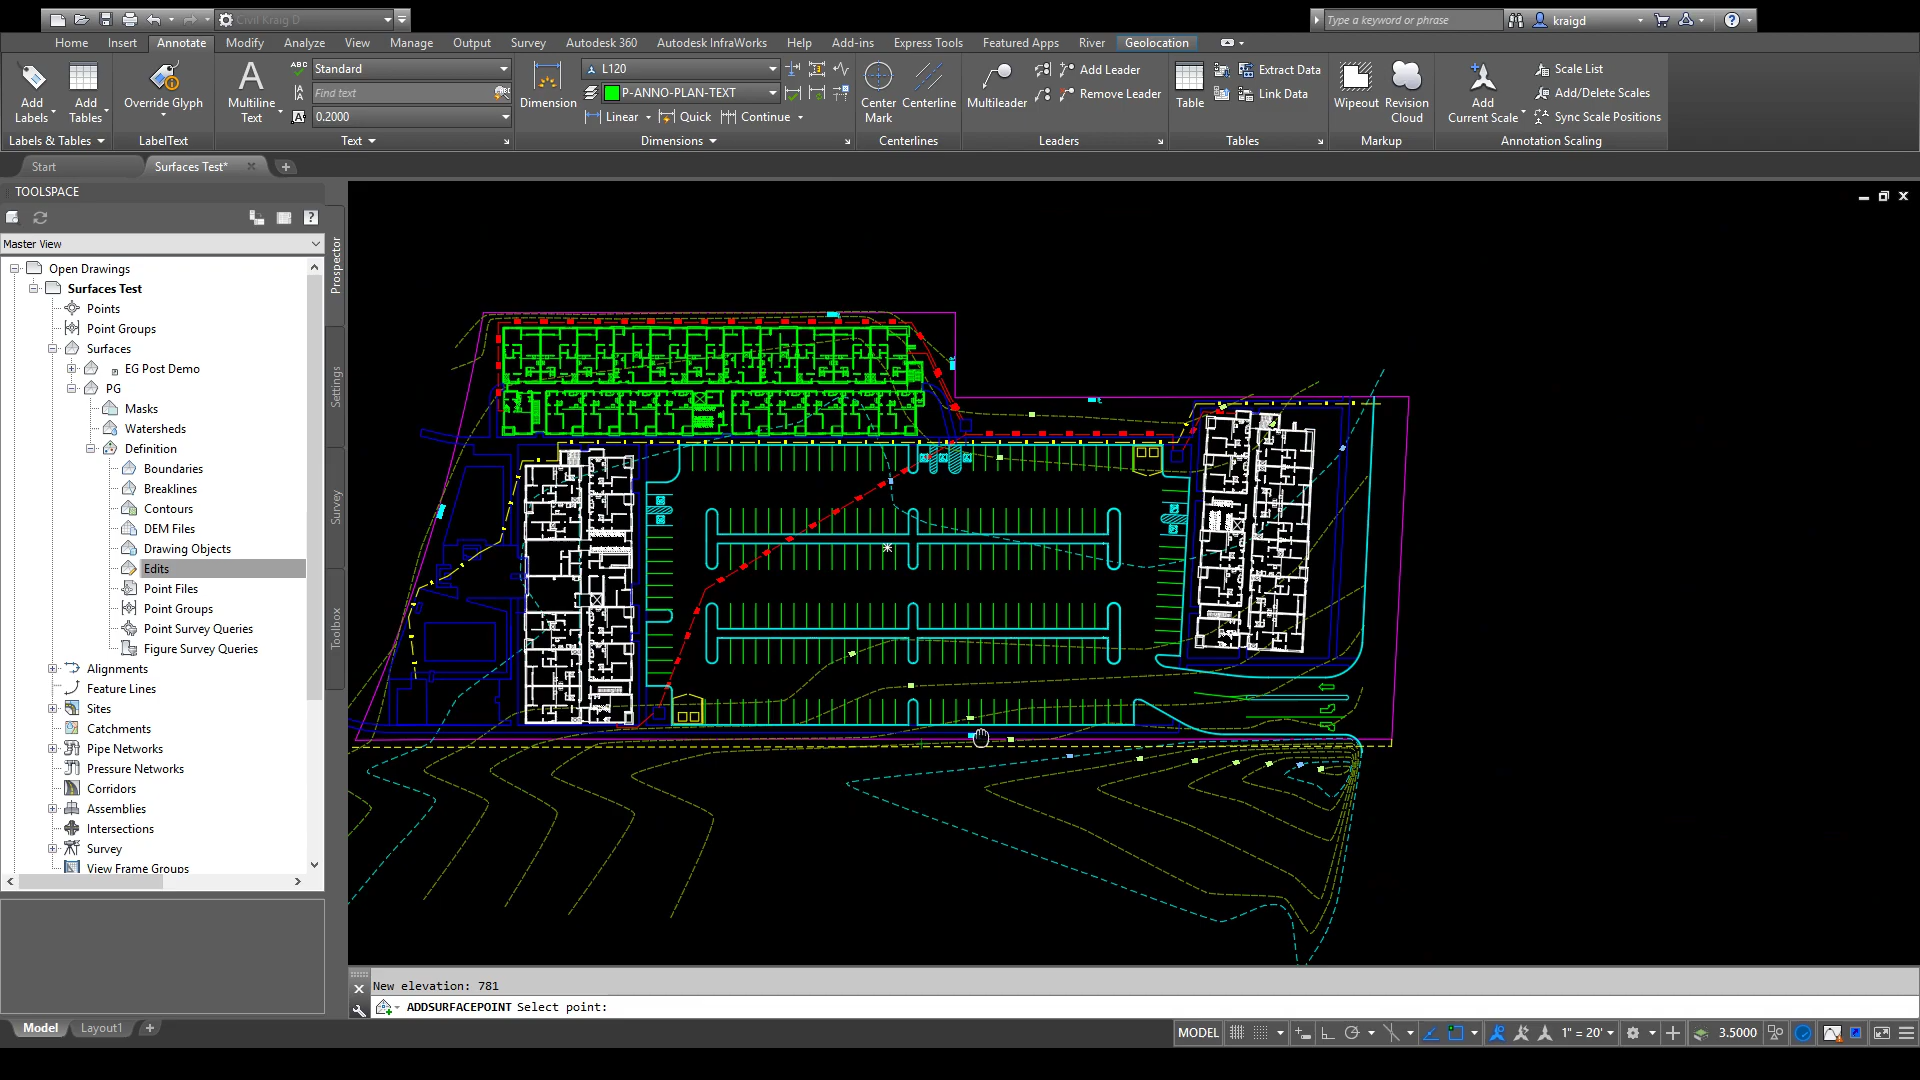 Civil Kraig D
Type a keyword or phrase
kraigd
Home Insert Annotate Modify Analyze View Manage Output Survey Autodesk 360 Autodesk InfraWorks Help Add-ins Express Tools Featured Apps River Geolocation
Add Labels
Add Tables
Override Glyph
Multiline Text
ABC
Standard
Find text
0.2000
Dimension
L120
P-ANNO-PLAN-TEXT
Linear Quick Continue
Center Mark
Centerline
Multileader
Add Leader
Remove Leader
Table
Extract Data
Link Data
Wipeout
Revision Cloud
Add Current Scale
Scale List
Add/Delete Scales
Sync Scale Positions
Labels & Tables LabelText Text Dimensions Centerlines Leaders Tables Markup Annotation Scaling
Start Surfaces Test*
TOOLSPACE
Master View
Open Drawings
Surfaces Test
Points
Point Groups
Surfaces
EG Post Demo
PG
Masks
Watersheds
Definition
Boundaries
Breaklines
Contours
DEM Files
Drawing Objects
Edits
Point Files
Point Groups
Point Survey Queries
Figure Survey Queries
Alignments
Feature Lines
Sites
Catchments
Pipe Networks
Pressure Networks
Corridors
Assemblies
Intersections
Survey
View Frame Groups
Prospector
Settings
Survey
Toolbox
New elevation: 781
ADDSURFACEPOINT Select point:
Model Layout1
MODEL 1" = 20' 3.5000